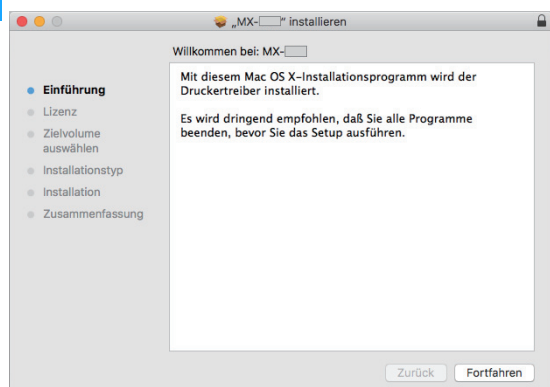 „MX-" installieren
Willkommen bei: MX-
Einführung
Lizenz
Zielvolume
auswählen
Installationstyp
Installation
Zusammenfassung
Mit diesem Mac OS X-Installationsprogramm wird der
Druckertreiber installiert.
Es wird dringend empfohlen, daß Sie alle Programme
beenden, bevor Sie das Setup ausführen.
Zurück
Fortfahren